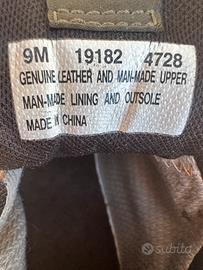 9M 19182 4728
GENUINE LEATHER AND MAN-MADE UPPER
MAN-MADE LINING AND OUTSOLE
MADE IN CHINA
subito